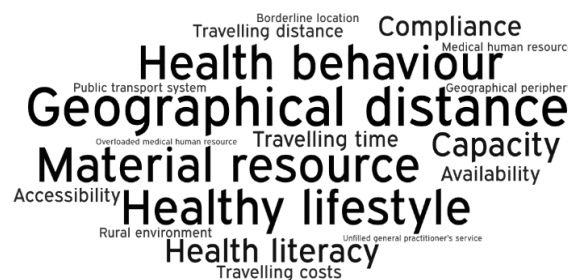 Borderline location
Travelling distance
Compliance
Medical human resourc
Health behaviour
Public transport system
Geographical peripher
Geographical distance
Overloaded medical human resource
Travelling time
Capacity
Material resource
Availability
Accessibility
Healthy lifestyle
Rural environment
Unfilled general practitioner's service
Health literacy
Travelling costs